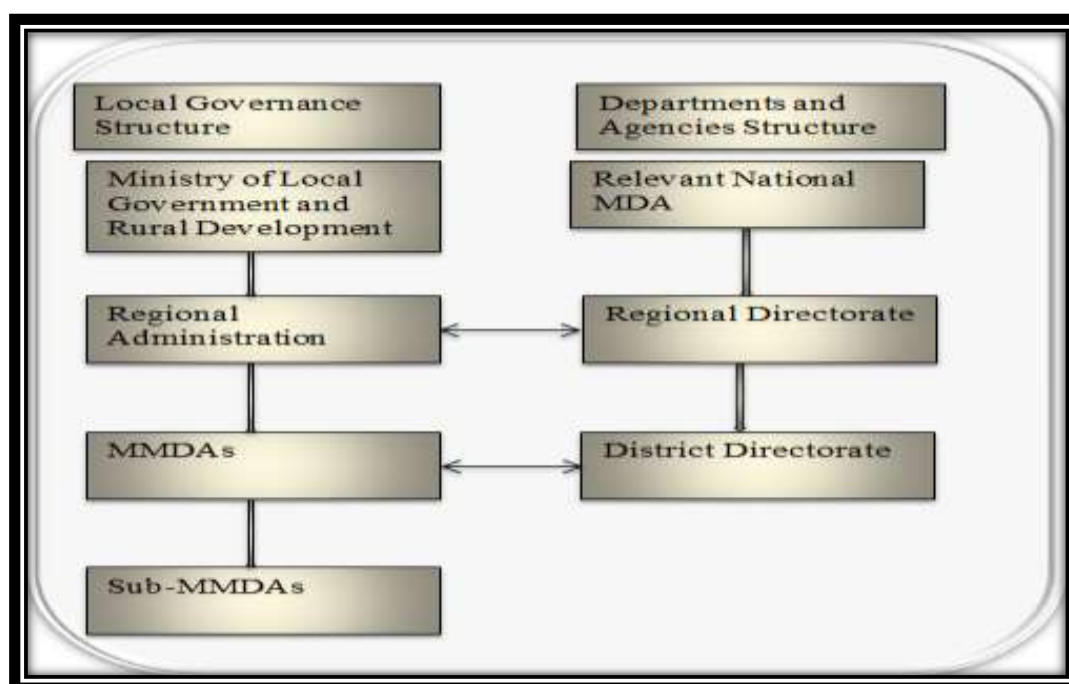 Local Governance
Structure
Departments and
Agencies Structure
Ministry of Local
Government and
Rural Development
Relevant National
MDA
Regional
Administration
Regional Directorate
MMDAs
District Directorate
Sub-MMDAs